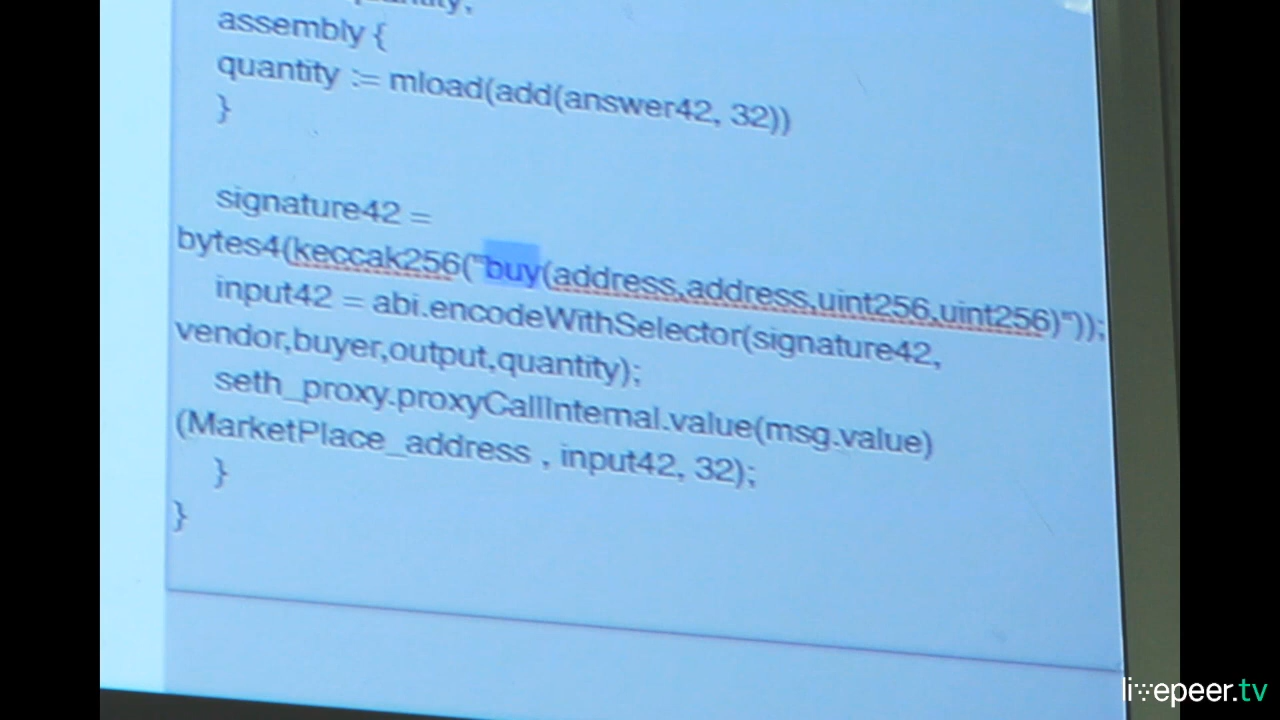 assembly {
quantity := mload(add(answer42, 32))
}
signature42 =
bytes4(keccak256("buy(address,address,uint256,uint256)"));
input42 = abi.encodeWithSelector(signature42,
vendor,buyer,output,quantity);
seth_proxy.proxyCallInternal.value(msg.value)
(MarketPlace_address , input42, 32);
}
}
livepeer.tv